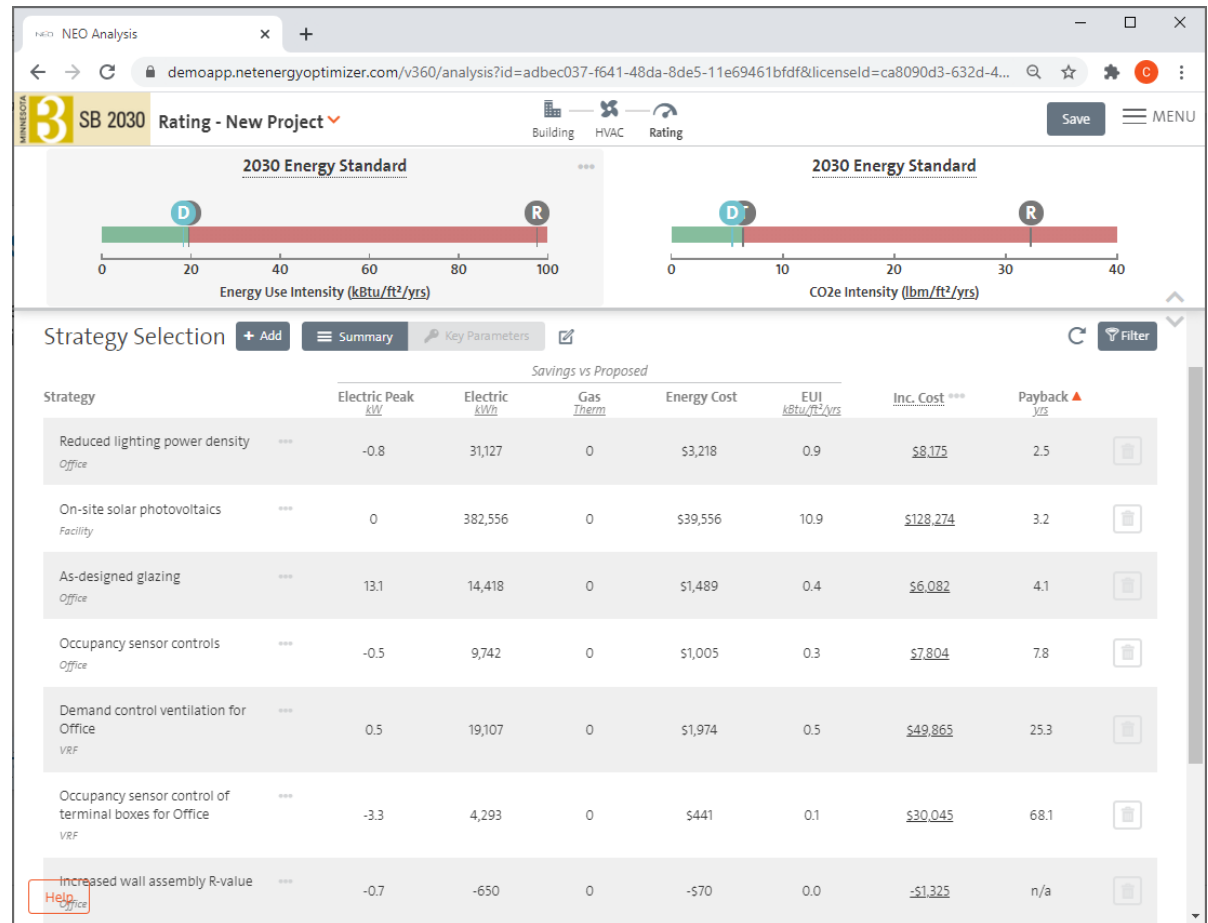 NEO NEO Analysis
demoapp.netenergyoptimizer.com/v360/analysis?id=adbec037-f641-48da-8de5-11e69461bfdf&licenseId=ca8090d3-632d-4... C
MINNESOTA B3 SB 2030 Rating - New Project Building HVAC Rating Save MENU
2030 Energy Standard
D R
0 20 40 60 80 100
Energy Use Intensity (kBtu/ft²/yrs)
2030 Energy Standard
D T R
0 10 20 30 40
CO2e Intensity (lbm/ft²/yrs)
Strategy Selection + Add Summary Key Parameters Filter
Savings vs Proposed
Strategy Electric Peak Electric Gas Energy Cost EUI Inc. Cost Payback
kW kWh Therm kBtu/ft²/yrs yrs
Reduced lighting power density
Office
-0.8 31,127 0 $3,218 0.9 $8,175 2.5
On-site solar photovoltaics
Facility
0 382,556 0 $39,556 10.9 $128,274 3.2
As-designed glazing
Office
13.1 14,418 0 $1,489 0.4 $6,082 4.1
Occupancy sensor controls
Office
-0.5 9,742 0 $1,005 0.3 $7,804 7.8
Demand control ventilation for
Office
VRF
0.5 19,107 0 $1,974 0.5 $49,865 25.3
Occupancy sensor control of
terminal boxes for Office
VRF
-3.3 4,293 0 $441 0.1 $30,045 68.1
Increased wall assembly R-value
Office
-0.7 -650 0 -$70 0.0 -$1,325 n/a
Help